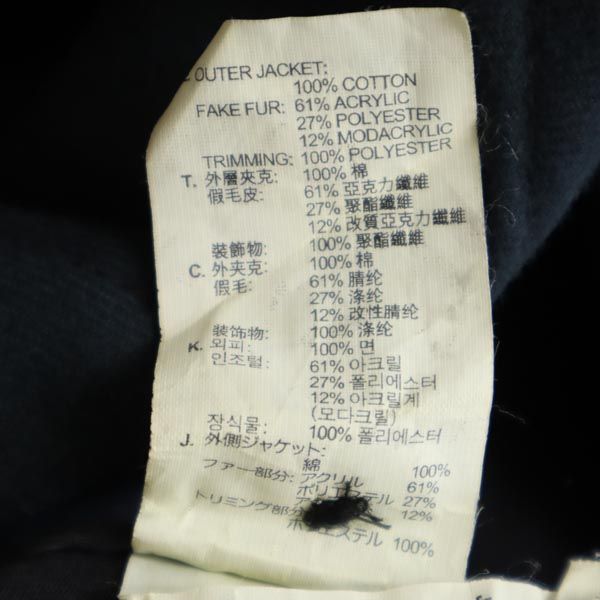 OUTER JACKET:
100% COTTON
FAKE FUR: 61% ACRYLIC
27% POLYESTER
12% MODACRYLIC
TRIMMING: 100% POLYESTER
T. 外層夾克: 100% 棉
假毛皮: 61% 亞克力纖維
27% 聚酯纖維
12% 改質亞克力纖維
裝飾物: 100% 聚酯纖維
C. 外夹克: 100% 棉
假毛: 61% 腈纶
27% 涤纶
12% 改性腈纶
装饰物: 100% 涤纶
K. 외피: 100% 면
인조털: 61% 아크릴
27% 폴리에스터
12% 아크릴계
(모다크릴)
장식물: 100% 폴리에스터
J. 外側ジャケット:
綿 100%
ファー部分: アクリル 61%
ポリエステル 27%
12%
トリミング部分
100%